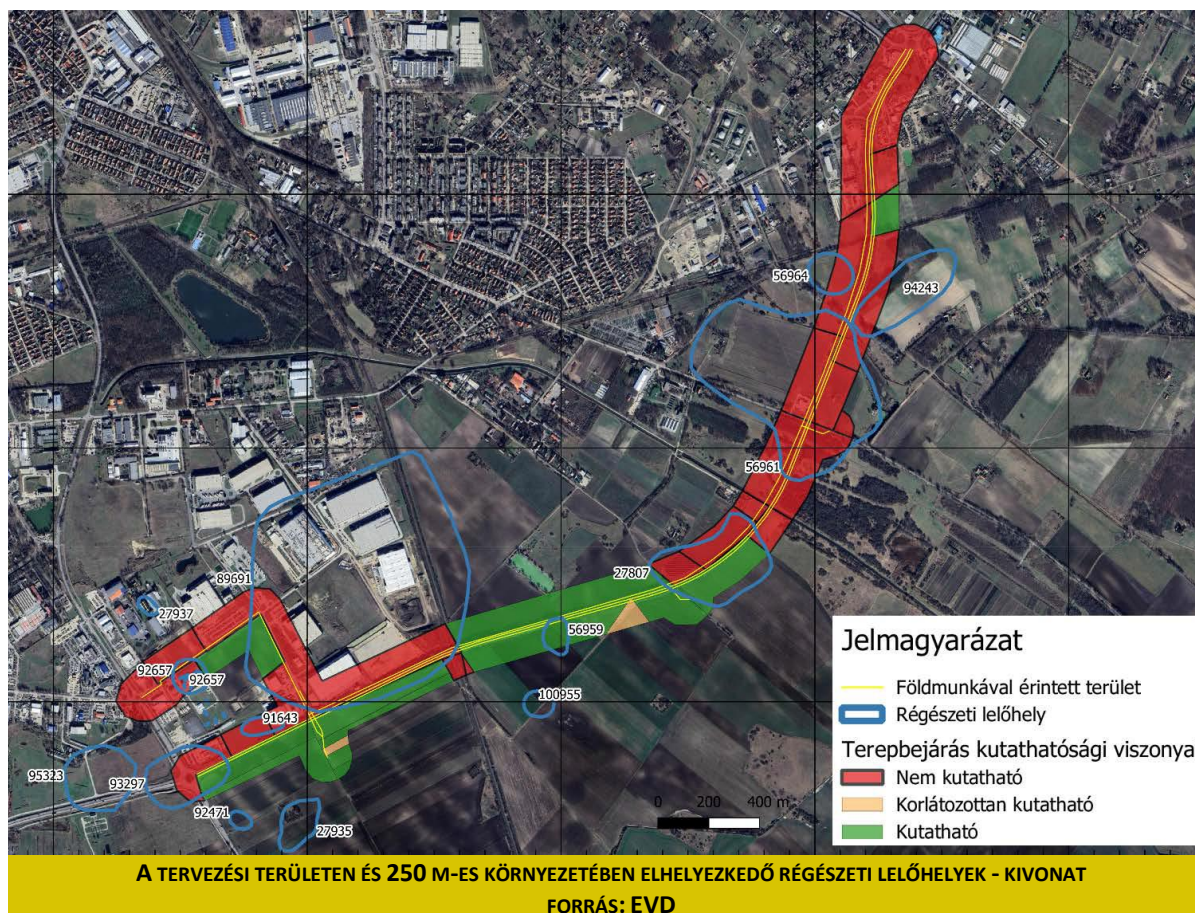 56964
94243
56961
27807
89691
27937
56959
92657
92657
100955
91643
95323
93297
92471
27935
0 200 400 m
Jelmagyarázat
Földmunkával érintett terület
Régészeti lelőhely
Terepbejárás kutathatósági viszonya
Nem kutatható
Korlátozottan kutatható
Kutatható
A TERVEZÉSI TERÜLETEN ÉS 250 M-ES KÖRNYEZETÉBEN ELHELYEZKEDŐ RÉGÉSZETI LELŐHELYEK - KIVONAT
FORRÁS: EVD